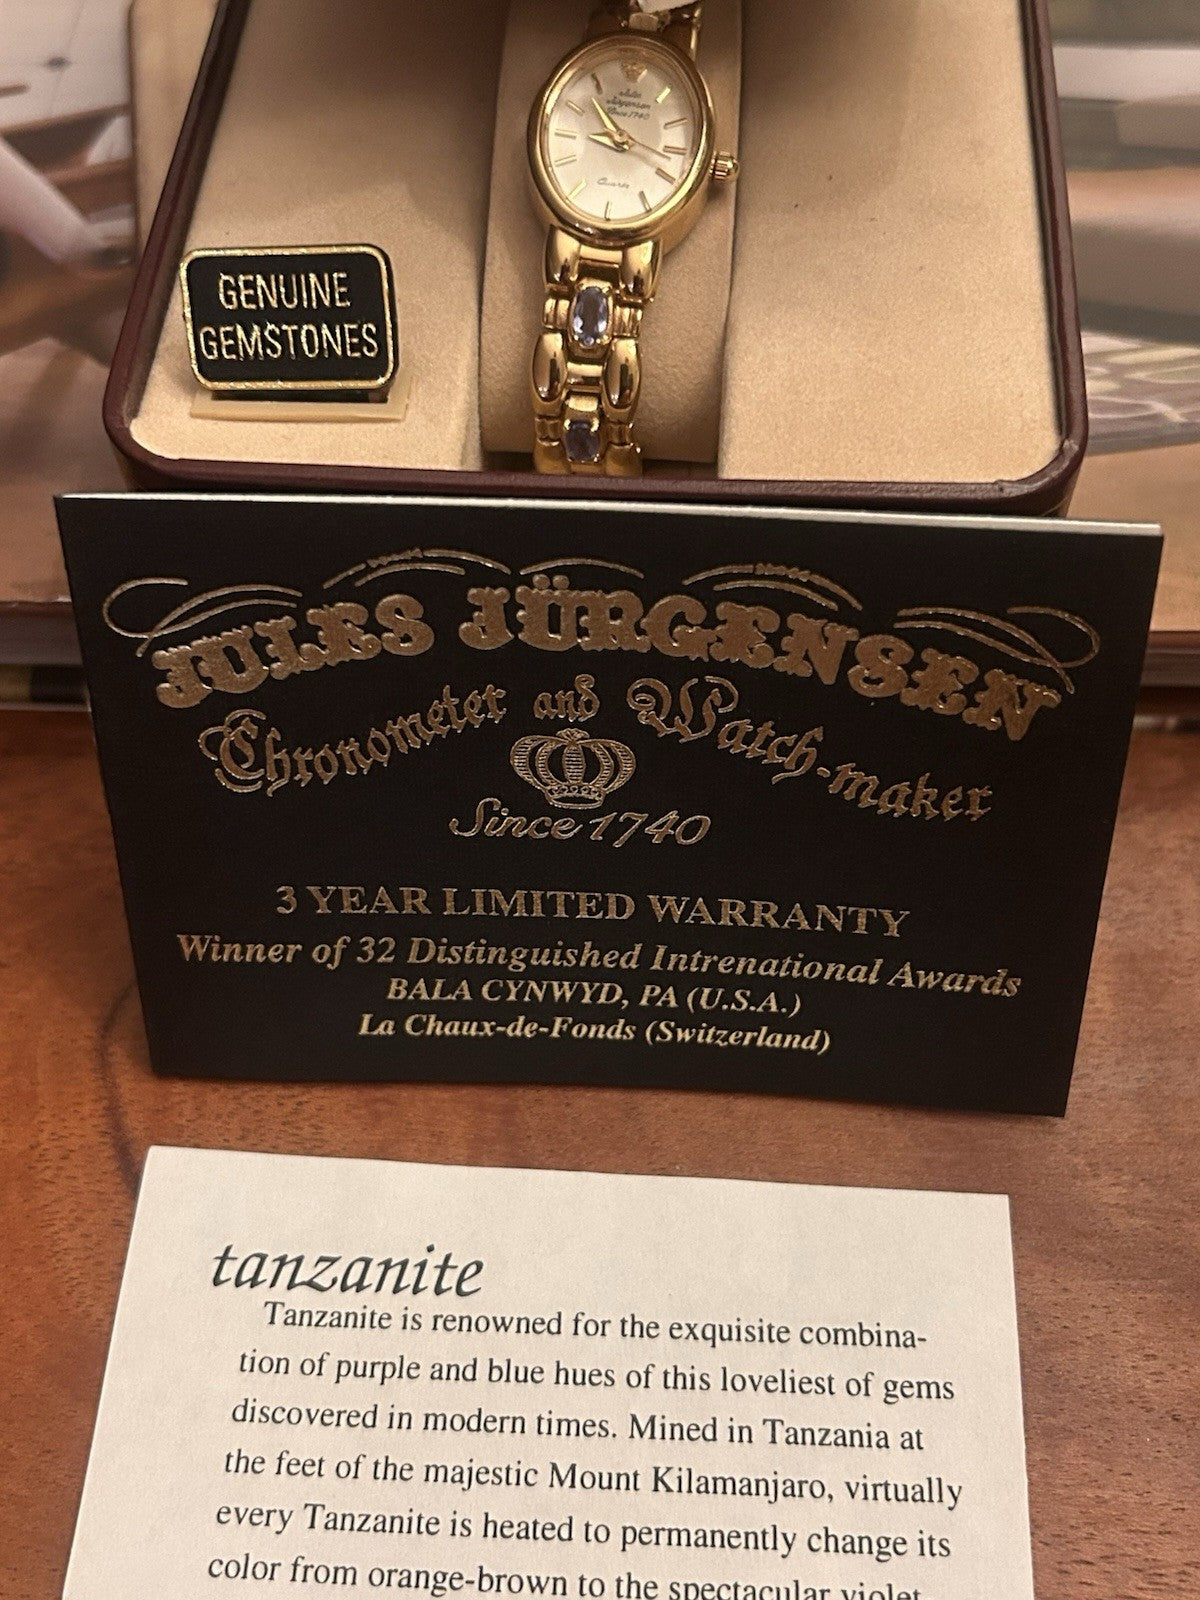 Jules
Jürgensen
Since 1740
Quartz
GENUINE
GEMSTONES
JULES JÜRGENSEN
Chronometer and Watch-maker
Since 1740
3 YEAR LIMITED WARRANTY
Winner of 32 Distinguished Intrenational Awards
BALA CYNWYD, PA (U.S.A.)
La Chaux-de-Fonds (Switzerland)
tanzanite
Tanzanite is renowned for the exquisite combina-
tion of purple and blue hues of this loveliest of gems
discovered in modern times. Mined in Tanzania at
the feet of the majestic Mount Kilamanjaro, virtually
every Tanzanite is heated to permanently change its
color from orange-brown to the spectacular violet